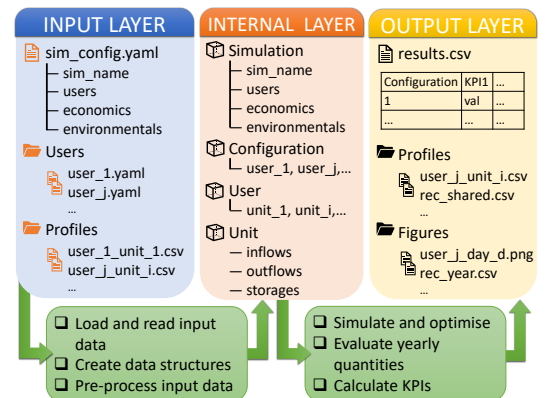 INPUT LAYER
sim_config.yaml
sim_name
users
economics
environmentals
Users
user_1.yaml
user_j.yaml
...
Profiles
user_1_unit_1.csv
user_j_unit_i.csv
...
INTERNAL LAYER
Simulation
sim_name
users
economics
environmentals
Configuration
user_1, user_j,...
User
unit_1, unit_i,...
Unit
inflows
outflows
storages
OUTPUT LAYER
results.csv
Configuration KPI1 ...
1 val ...
... ... ...
Profiles
user_j_unit_i.csv
rec_shared.csv
...
Figures
user_j_day_d.png
rec_year.csv
...
Load and read input
data
Create data structures
Pre-process input data
Simulate and optimise
Evaluate yearly
quantities
Calculate KPIs